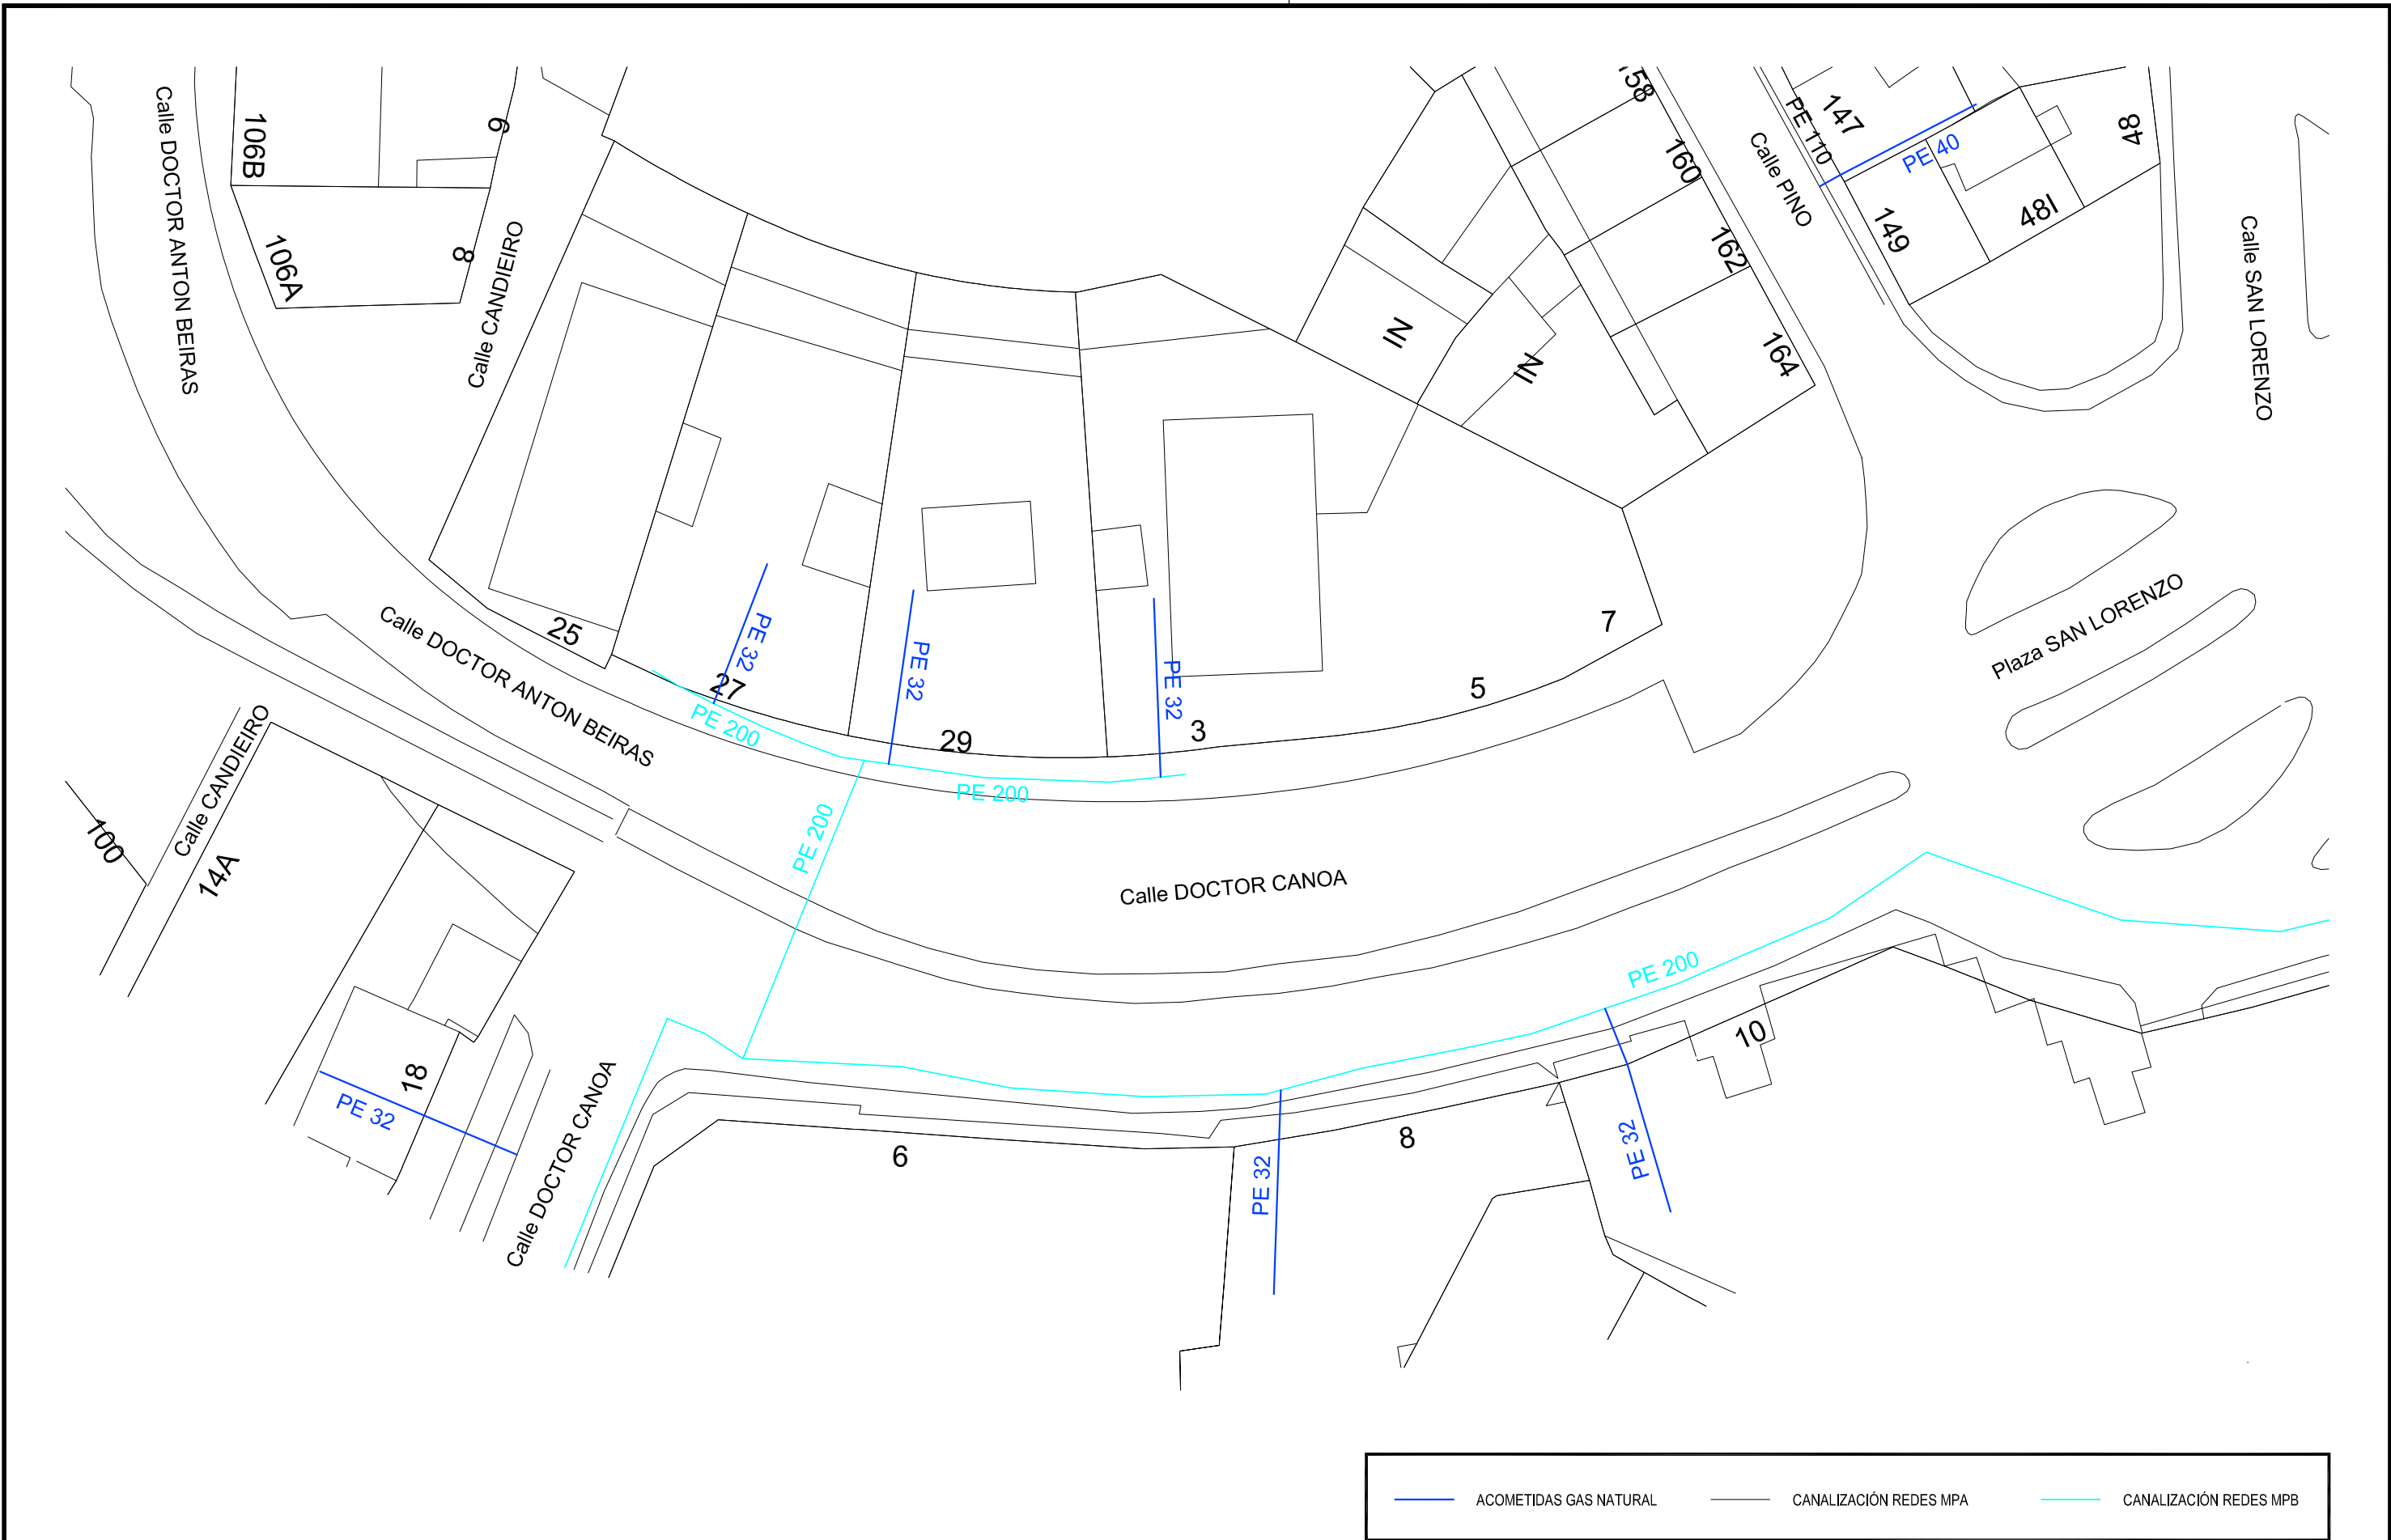 Calle DOCTOR ANTON BEIRAS
106B
6
106A
8
Calle CANDIEIRO
158
160
162
164
IN
IN
Calle PINO
PE 110
147
PE 40
149
48
48I
Calle SAN LORENZO
Plaza SAN LORENZO
25
Calle DOCTOR ANTON BEIRAS
PE 32
27
PE 200
PE 32
29
PE 200
PE 32
3
5
7
PE 200
Calle CANDIEIRO
100
14A
Calle DOCTOR CANOA
PE 200
10
18
PE 32
Calle DOCTOR CANOA
6
PE 32
8
PE 32
ACOMETIDAS GAS NATURAL
CANALIZACIÓN REDES MPA
CANALIZACIÓN REDES MPB